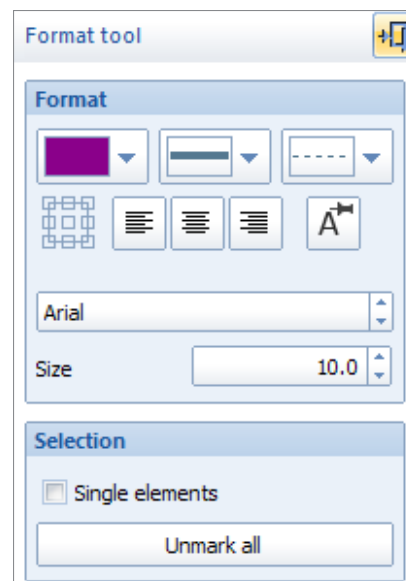 Format tool
Format
A
Arial
Size 10.0
Selection
Single elements
Unmark all